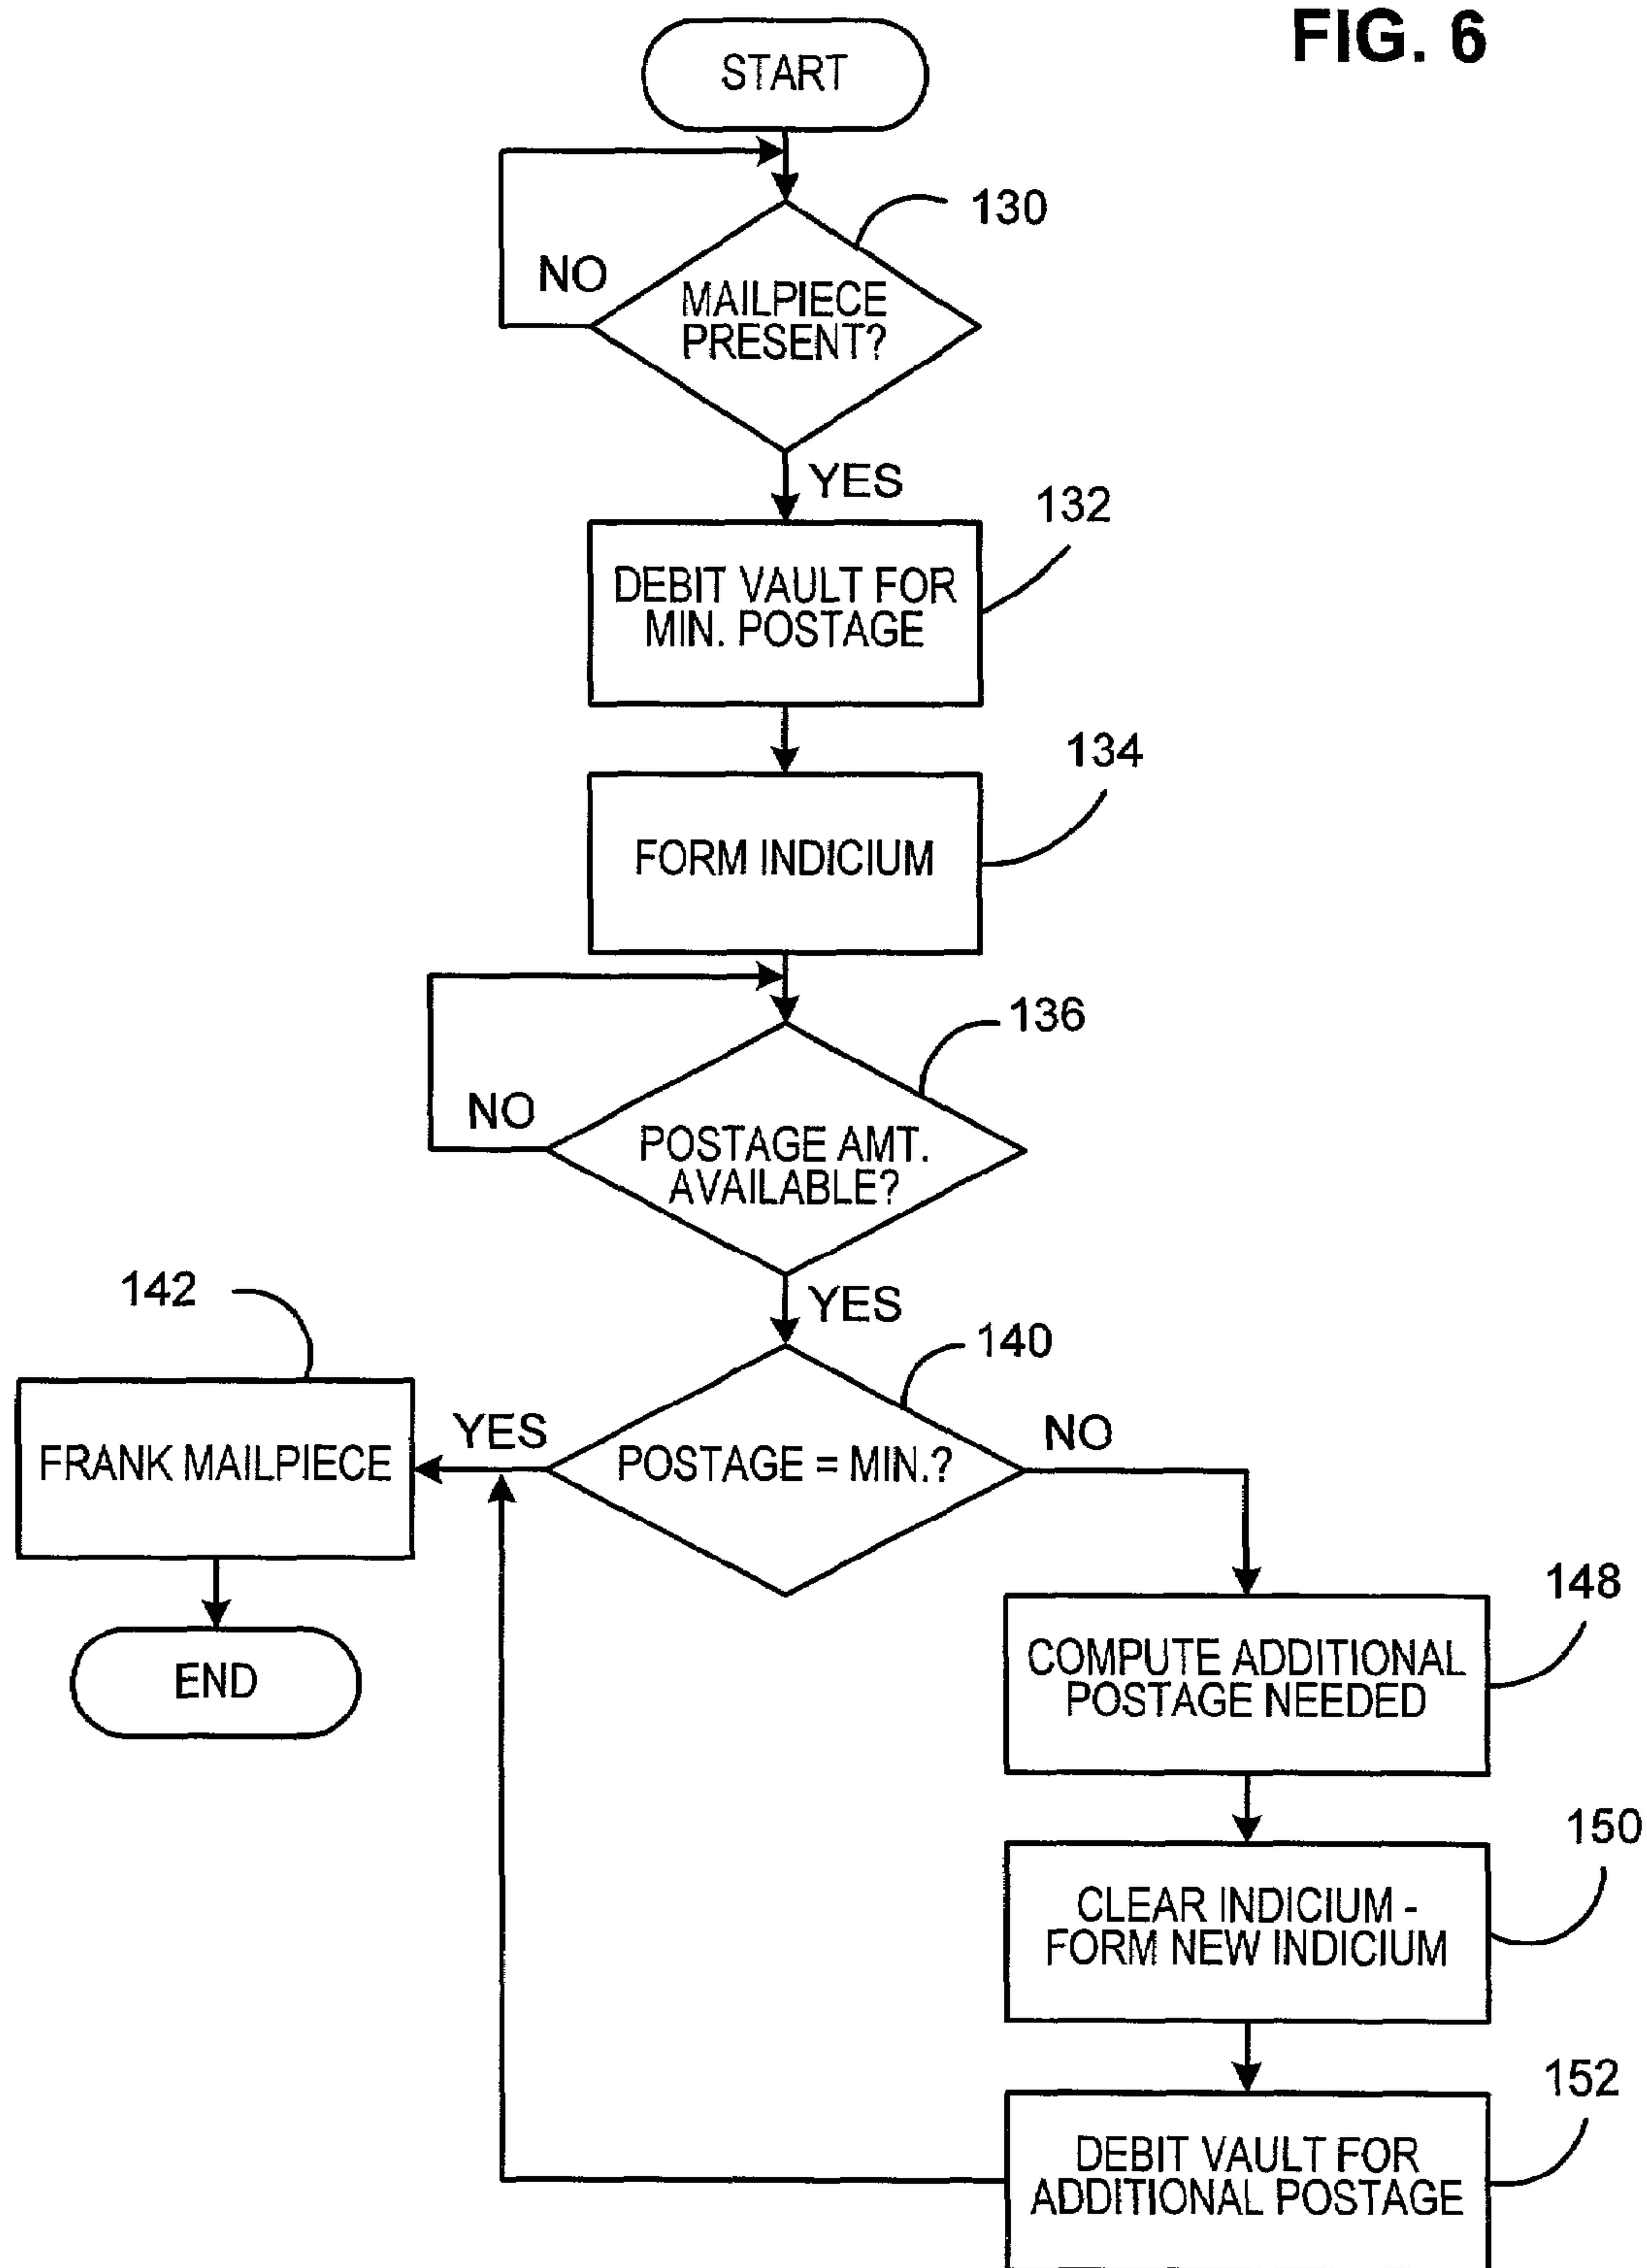 FIG. 6
START
130
NO
MAILPIECE
PRESENT?
YES
132
DEBIT VAULT FOR
MIN. POSTAGE
134
FORM INDICIUM
136
NO
POSTAGE AMT.
AVAILABLE?
YES
142
140
FRANK MAILPIECE
YES
POSTAGE = MIN.?
NO
END
148
COMPUTE ADDITIONAL
POSTAGE NEEDED
150
CLEAR INDICIUM -
FORM NEW INDICIUM
152
DEBIT VAULT FOR
ADDITIONAL POSTAGE